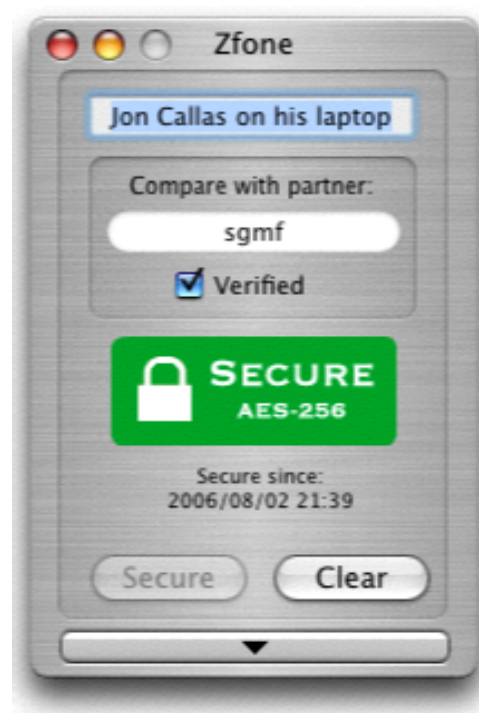 Zfone
Jon Callas on his laptop
Compare with partner:
sgmf
Verified
SECURE
AES-256
Secure since:
2006/08/02 21:39
Secure
Clear